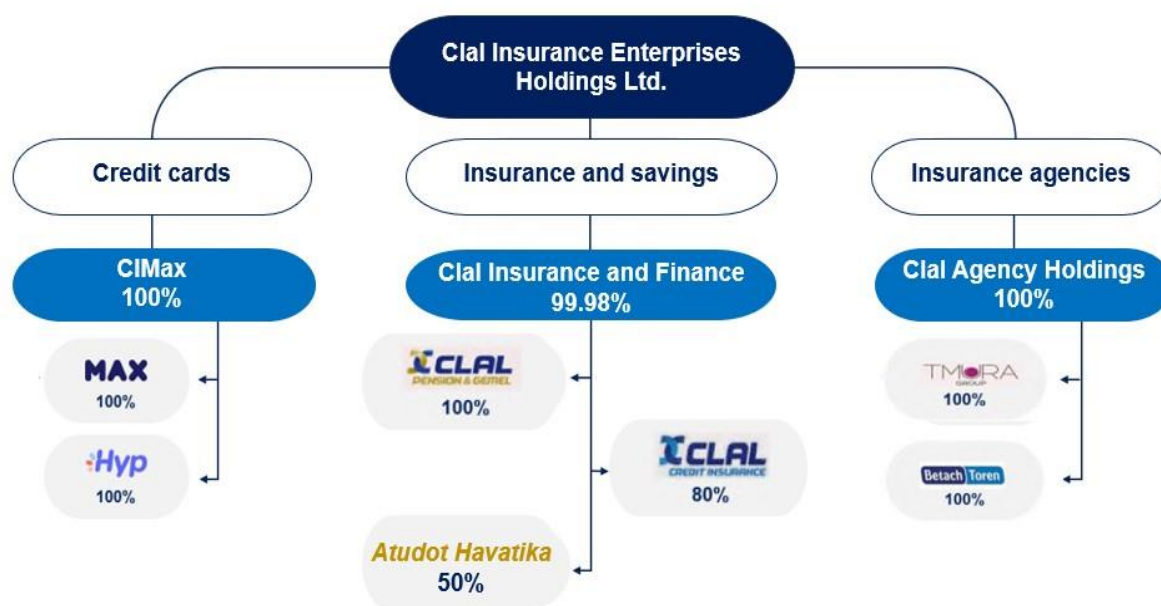 Clal Insurance Enterprises
Holdings Ltd.
Credit cards
Insurance and savings
Insurance agencies
ClMax
100%
Clal Insurance and Finance
99.98%
Clal Agency Holdings
100%
MAX
100%
Hyp
100%
CLAL
PENSION & GEMEL
100%
CLAL
CREDIT INSURANCE
80%
Atudot Havatika
50%
TMURA
GROUP
100%
Betach Toren
100%